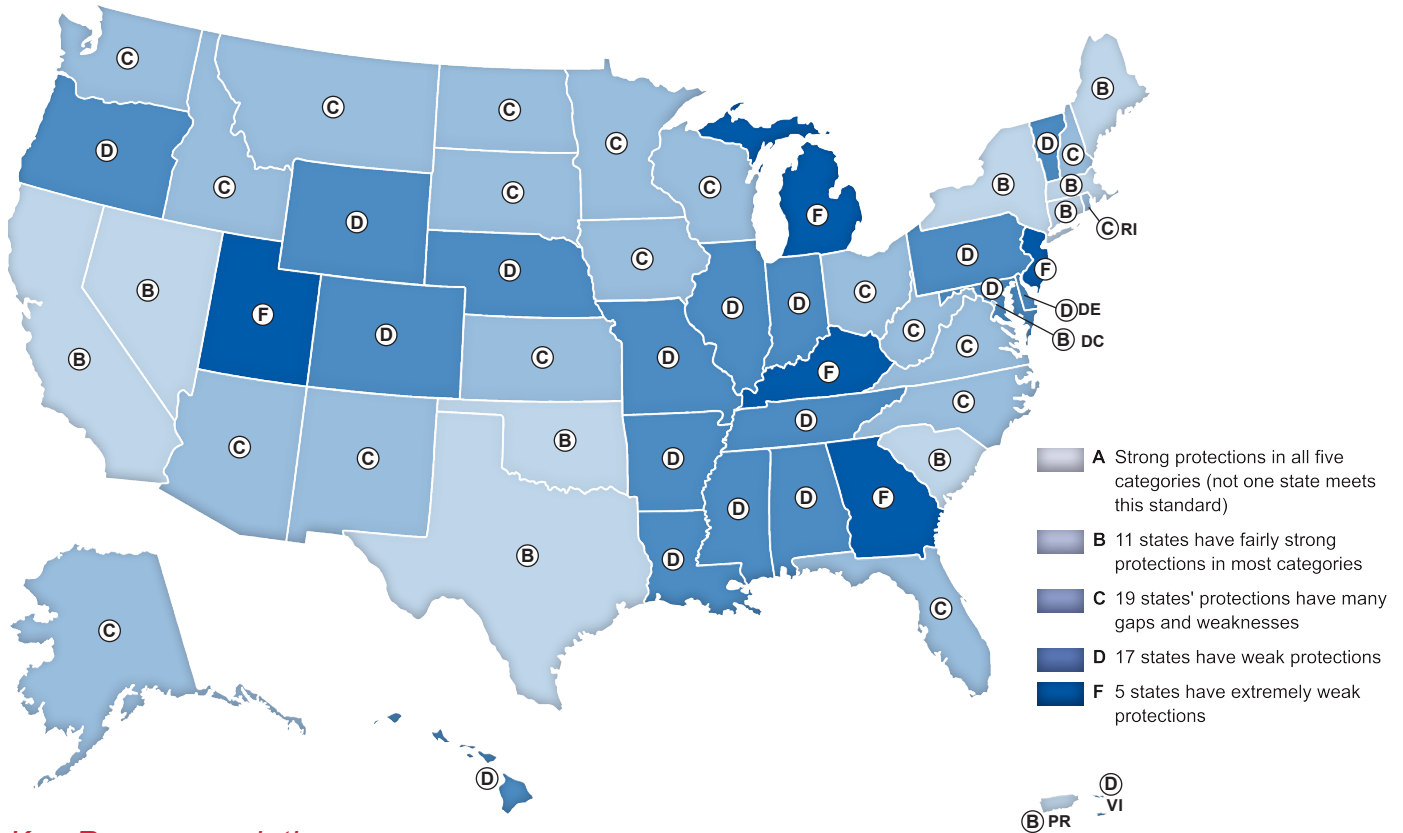 C
C
C
C
B
D
D
C
B
C
C
C
C
B
B
D
F
B
C RI
D
D
C
D
F
B
C
D
D
C
F
D DE
D
D
C
C
B DC
B
C
D
F
C
D
B
C
C
D
B
D
F
D
D
B
D
C
C
A Strong protections in all five
categories (not one state meets
this standard)
B 11 states have fairly strong
protections in most categories
C 19 states' protections have many
gaps and weaknesses
D 17 states have weak protections
F 5 states have extremely weak
protections
D
D
VI
B PR